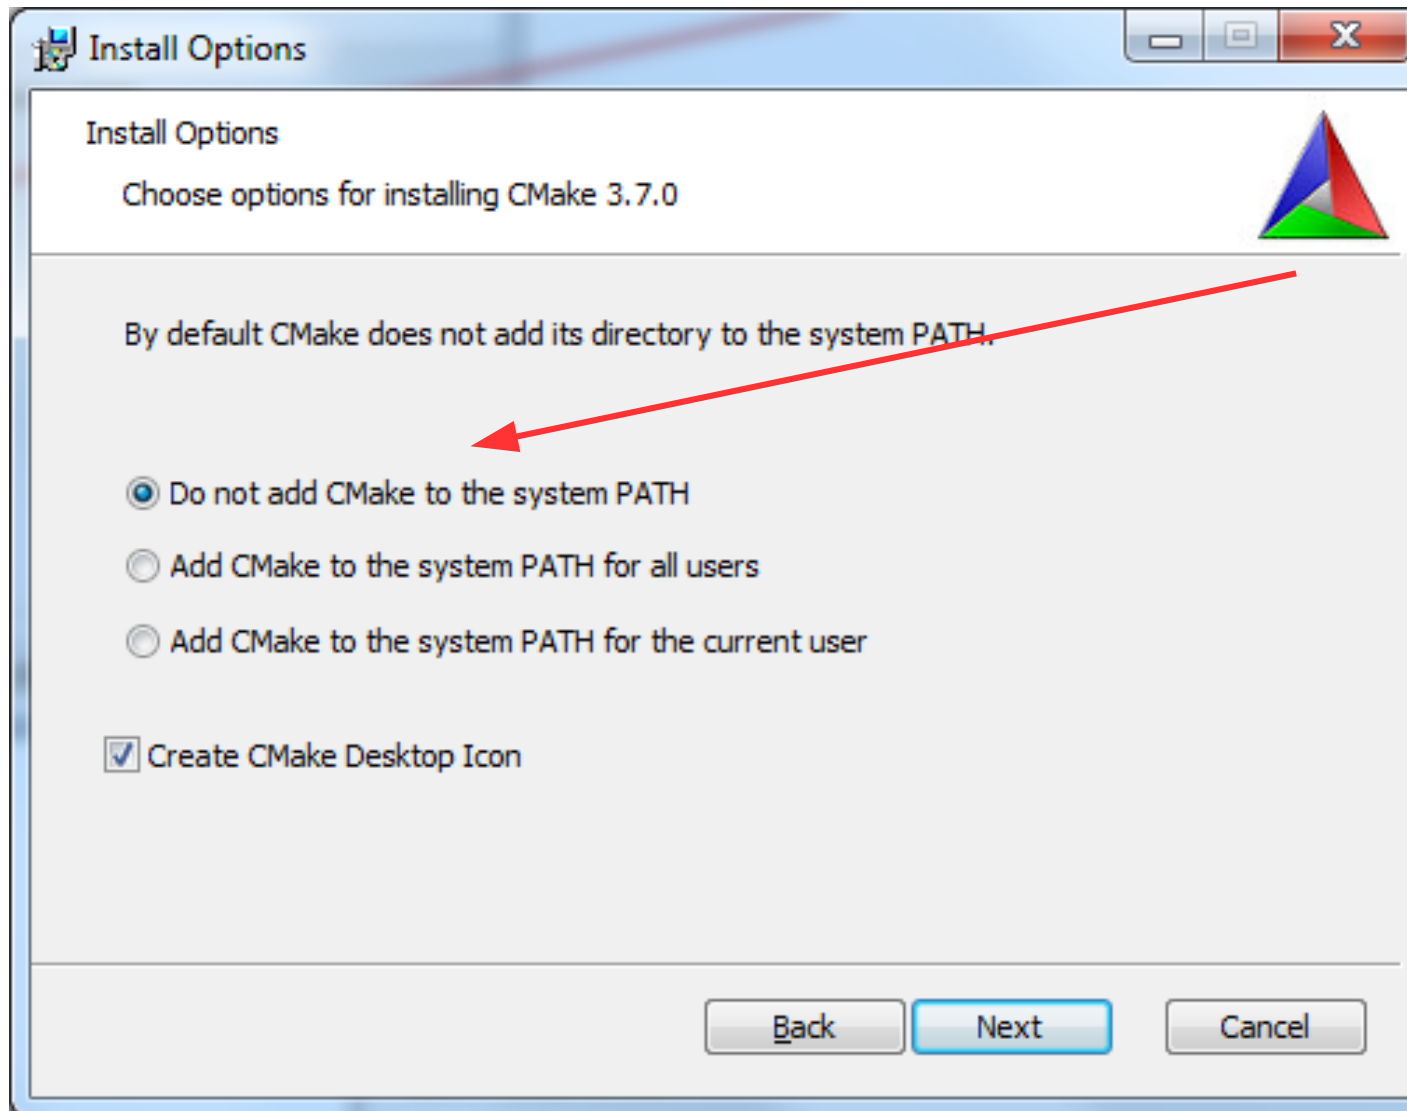 Install Options
Install Options
Choose options for installing CMake 3.7.0
By default CMake does not add its directory to the system PATH.
Do not add CMake to the system PATH
Add CMake to the system PATH for all users
Add CMake to the system PATH for the current user
Create CMake Desktop Icon
Back Next Cancel